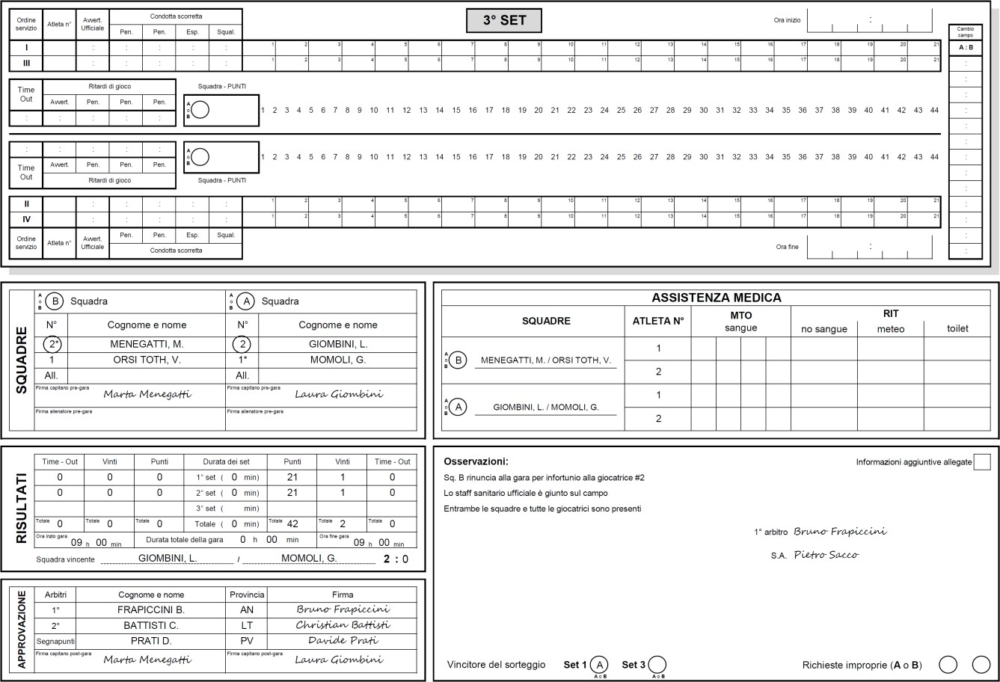 Ordine servizio Atleta n° Avvert. Ufficiale Condotta scorretta 3° SET Ora inizio :
Pen. Pen. Esp. Squal. Cambio campo
I : : : : : 1 2 3 4 5 6 7 8 9 10 11 12 13 14 15 16 17 18 19 20 21 A : B
III : : : : : 1 2 3 4 5 6 7 8 9 10 11 12 13 14 15 16 17 18 19 20 21 :
Time Out Ritardi di gioco Squadra - PUNTI
Avvert. Pen. Pen. Pen.
A o B 1 2 3 4 5 6 7 8 9 10 11 12 13 14 15 16 17 18 19 20 21 22 23 24 25 26 27 28 29 30 31 32 33 34 35 36 37 38 39 40 41 42 43 44
: : : :
: : : :
A o B 1 2 3 4 5 6 7 8 9 10 11 12 13 14 15 16 17 18 19 20 21 22 23 24 25 26 27 28 29 30 31 32 33 34 35 36 37 38 39 40 41 42 43 44
Time Out Avvert. Pen. Pen. Pen.
Ritardi di gioco Squadra - PUNTI
II : : : : : 1 2 3 4 5 6 7 8 9 10 11 12 13 14 15 16 17 18 19 20 21
IV : : : : : 1 2 3 4 5 6 7 8 9 10 11 12 13 14 15 16 17 18 19 20 21
Ordine servizio Atleta n° Avvert. Ufficiale Pen. Pen. Esp. Squal.
Condotta scorretta Ora fine :
SQUADRE
A o B B Squadra A o B A Squadra
N° Cognome e nome N° Cognome e nome
2* MENEGATTI, M. 2 GIOMBINI, L.
1 ORSI TOTH, V. 1* MOMOLI, G.
All. All.
Firma capitano pre-gara Marta Menegatti Firma capitano pre-gara Laura Giombini
Firma allenatore pre-gara Firma allenatore pre-gara
ASSISTENZA MEDICA
SQUADRE ATLETA N° MTO sangue RIT
no sangue meteo toilet
A o B B MENEGATTI, M. / ORSI TOTH, V. 1
2
A o B A GIOMBINI, L. / MOMOLI, G. 1
2
RISULTATI
Time - Out Vinti Punti Durata dei set Punti Vinti Time - Out
0 0 0 1° set ( 0 min) 21 1 0
0 0 0 2° set ( 0 min) 21 1 0
3° set ( min)
Totale 0 Totale 0 Totale 0 Totale ( 0 min) Totale 42 Totale 2 Totale 0
Ora inizio gara 09 h 00 min Durata totale della gara 0 h 00 min Ora fine gara 09 h 00 min
Squadra vincente GIOMBINI, L. / MOMOLI, G. 2 : 0
APPROVAZIONE
Arbitri Cognome e nome Provincia Firma
1° FRAPICCINI B. AN Bruno Frapiccini
2° BATTISTI C. LT Christian Battisti
Segnapunti PRATI D. PV Davide Prati
Firma capitano post-gara Marta Menegatti Firma capitano post-gara Laura Giombini
Osservazioni: Informazioni aggiuntive allegate
Sq. B rinuncia alla gara per infortunio alla giocatrice #2
Lo staff sanitario ufficiale è giunto sul campo
Entrambe le squadre e tutte le giocatrici sono presenti
1° arbitro Bruno Frapiccini
S.A. Pietro Sacco
Vincitore del sorteggio Set 1 A A o B Set 3 A o B Richieste improprie (A o B)